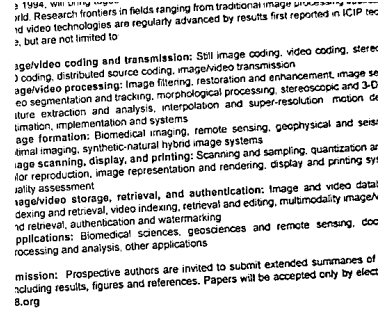 e 1994, will bring
rld. Research frontiers in fields ranging from traditional image
nd video technologies are regularly advanced by results first reported in ICIP tec
e, but are not limited to
age/video coding and transmission: Still image coding, video coding, stereo
D coding, distributed source coding, image/video transmission
age/video processing: Image filtering, restoration and enhancement, image se
eo segmentation and tracking, morphological processing, stereoscopic and 3-D
ture extraction and analysis, interpolation and super-resolution motion de
timation, implementation and systems
age formation: Biomedical imaging, remote sensing, geophysical and seis
timal imaging, synthetic-natural hybrid image systems
age scanning, display, and printing: Scanning and sampling, quantization an
lor reproduction, image representation and rendering, display and printing sys
ality assessment
nage/video storage, retrieval, and authentication: Image and video datab
dexing and retrieval, video indexing, retrieval and editing, multimodality image/v
nd retrieval, authentication and watermarking
pplications: Biomedical sciences, geosciences and remote sensing, doc
rocessing and analysis, other applications
mission: Prospective authors are invited to submit extended summaries of
ncluding results, figures and references. Papers will be accepted only by elect
8.org